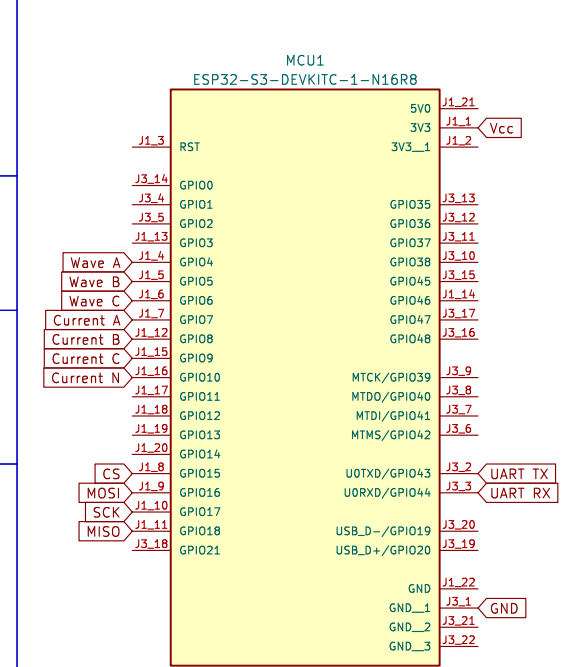 MCU1
ESP32-S3-DEVKITC-1-N16R8
5V0 J1_21
3V3 J1_1 Vcc
J1_3 RST 3V3__1 J1_2
J3_14 GPIO0
J3_4 GPIO1 GPIO35 J3_13
J3_5 GPIO2 GPIO36 J3_12
J1_13 GPIO3 GPIO37 J3_11
Wave A J1_4 GPIO4 GPIO38 J3_10
Wave B J1_5 GPIO5 GPIO45 J3_15
Wave C J1_6 GPIO6 GPIO46 J1_14
Current A J1_7 GPIO7 GPIO47 J3_17
Current B J1_12 GPIO8 GPIO48 J3_16
Current C J1_15 GPIO9
Current N J1_16 GPIO10 MTCK/GPIO39 J3_9
J1_17 GPIO11 MTDO/GPIO40 J3_8
J1_18 GPIO12 MTDI/GPIO41 J3_7
J1_19 GPIO13 MTMS/GPIO42 J3_6
J1_20 GPIO14
CS J1_8 GPIO15 U0TXD/GPIO43 J3_2 UART TX
MOSI J1_9 GPIO16 U0RXD/GPIO44 J3_3 UART RX
SCK J1_10 GPIO17
MISO J1_11 GPIO18 USB_D-/GPIO19 J3_20
J3_18 GPIO21 USB_D+/GPIO20 J3_19
GND J1_22
GND__1 J3_1 GND
GND__2 J3_21
GND__3 J3_22